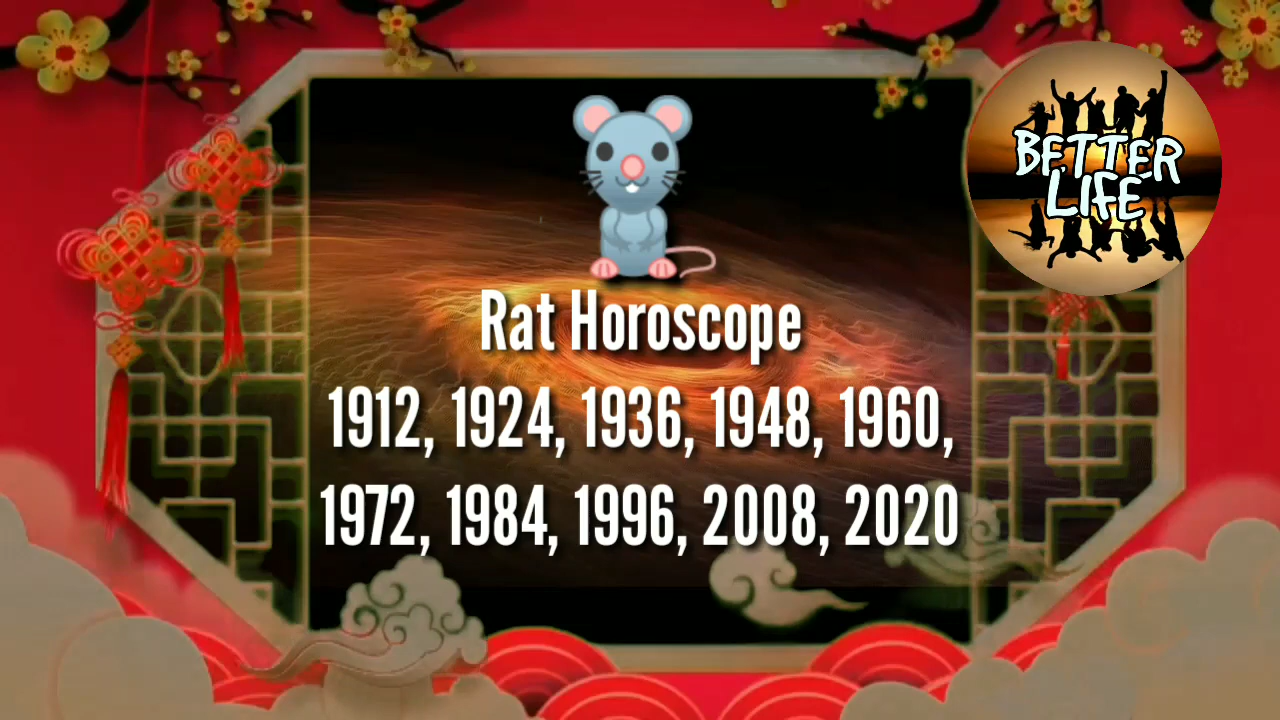 BETTER
LIFE
Rat Horoscope
1912, 1924, 1936, 1948, 1960,
1972, 1984, 1996, 2008, 2020